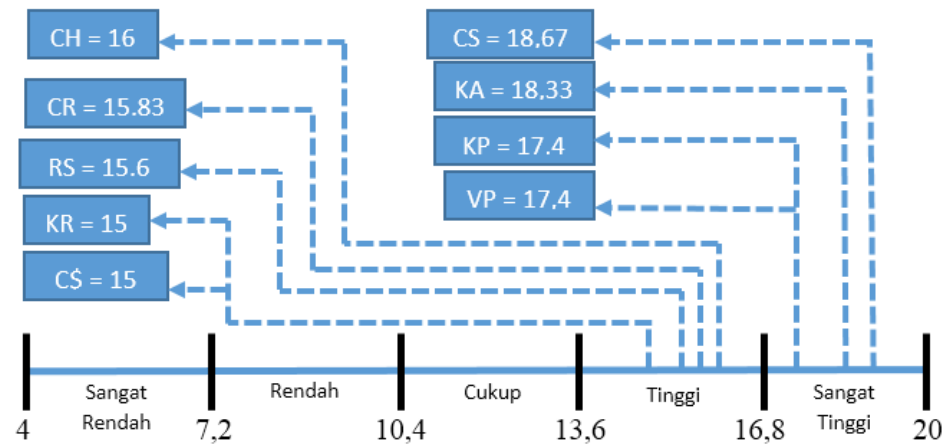 CH = 16
CR = 15.83
RS = 15.6
KR = 15
C$ = 15
CS = 18,67
KA = 18,33
KP = 17.4
VP = 17,4
Sangat
Rendah
Rendah
Cukup
Tinggi
Sangat
Tinggi
4
7,2
10,4
13,6
16,8
20